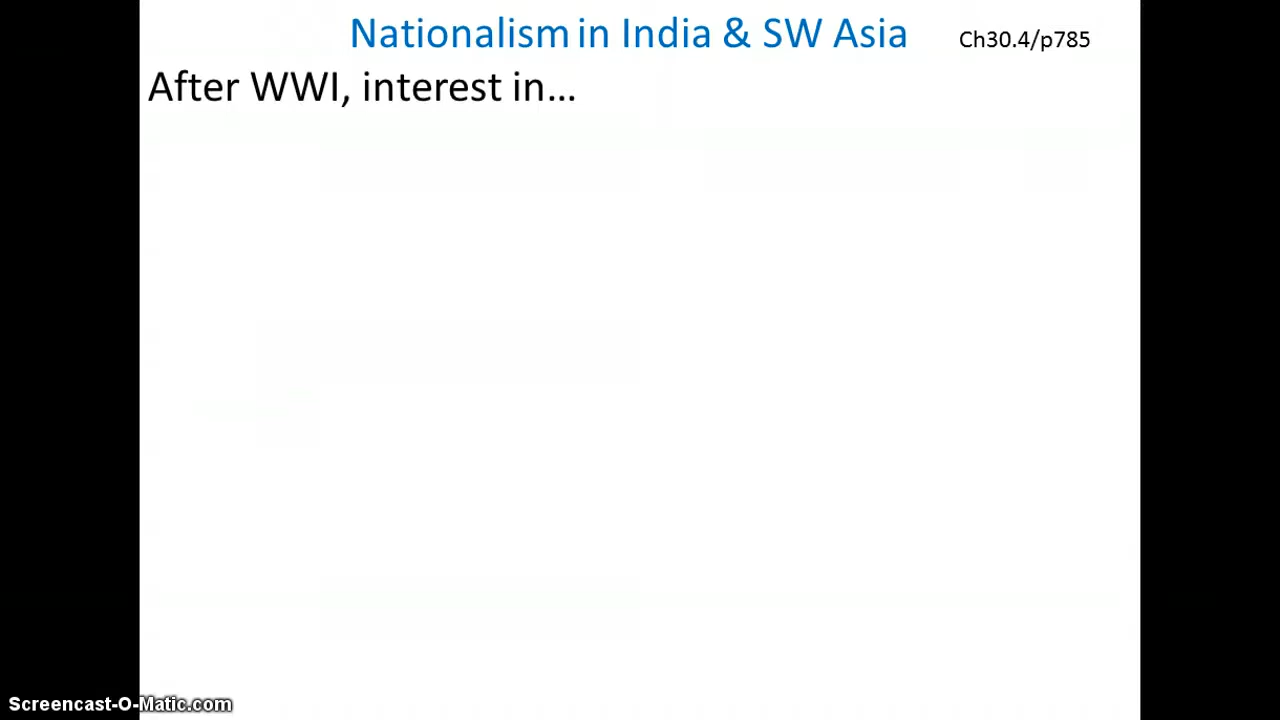 Nationalism in India & SW Asia Ch30.4/p785
After WWI, interest in…
Screencast-O-Matic.com